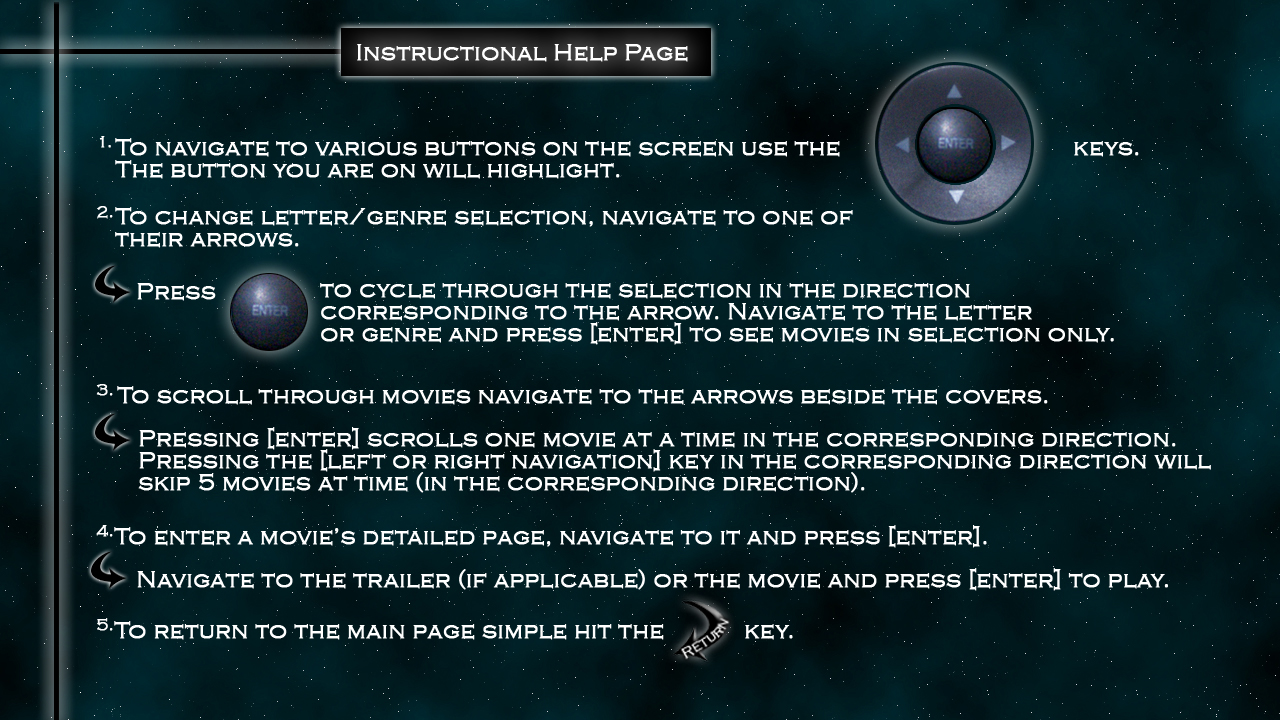 Instructional Help Page
1. To navigate to various buttons on the screen use the ENTER keys.
The button you are on will highlight.
2. To change letter/genre selection, navigate to one of
their arrows.
Press ENTER to cycle through the selection in the direction
corresponding to the arrow. Navigate to the letter
or genre and press [enter] to see movies in selection only.
3. To scroll through movies navigate to the arrows beside the covers.
Pressing [enter] scrolls one movie at a time in the corresponding direction.
Pressing the [left or right navigation] key in the corresponding direction will
skip 5 movies at time (in the corresponding direction).
4. To enter a movie's detailed page, navigate to it and press [enter].
Navigate to the trailer (if applicable) or the movie and press [enter] to play.
5. To return to the main page simple hit the Return key.